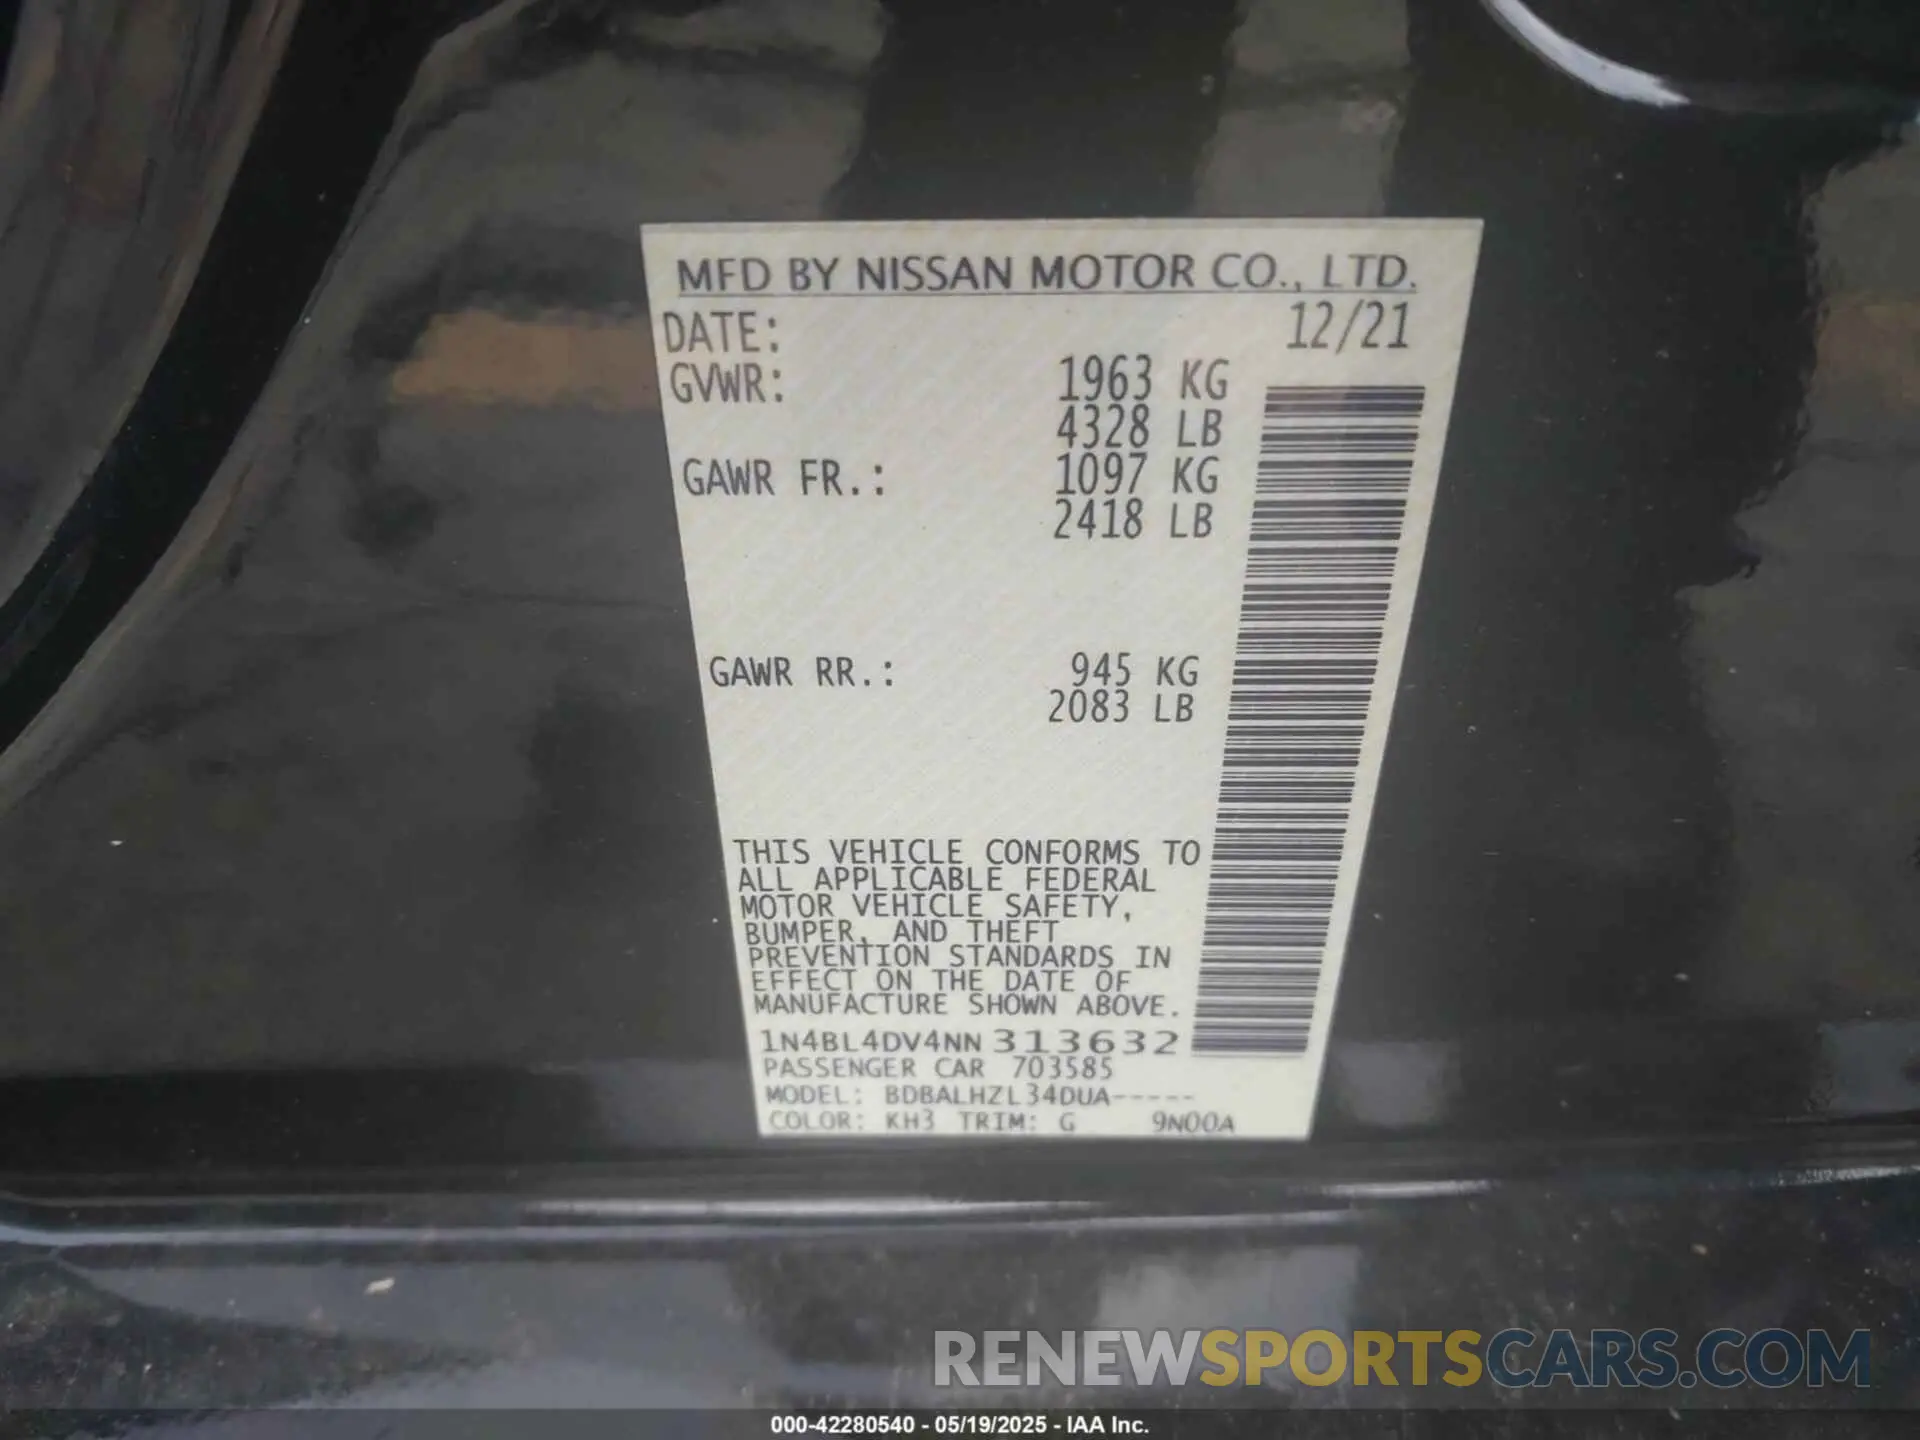 MFD BY NISSAN MOTOR CO., LTD.
DATE: 12/21
GVWR: 1963 KG
4328 LB
GAWR FR.: 1097 KG
2418 LB
GAWR RR.: 945 KG
2083 LB
THIS VEHICLE CONFORMS TO
ALL APPLICABLE FEDERAL
MOTOR VEHICLE SAFETY,
BUMPER, AND THEFT
PREVENTION STANDARDS IN
EFFECT ON THE DATE OF
MANUFACTURE SHOWN ABOVE.
1N4BL4DV4NN313632
PASSENGER CAR 703585
MODEL: BDBALHZL34DUA-----
COLOR: KH3 TRIM: G 9N00A
RENEWSPORTSCARS.COM
000-42280540 - 05/19/2025 - IAA Inc.